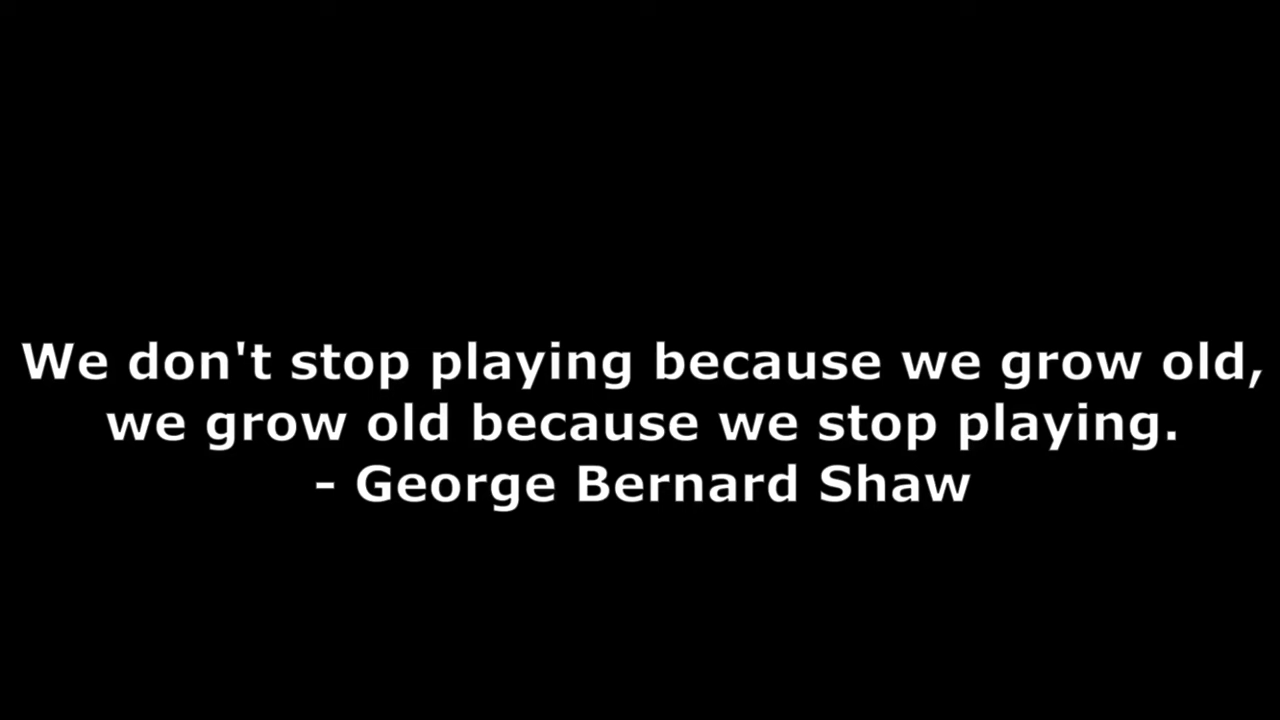 We don't stop playing because we grow old,
we grow old because we stop playing.
- George Bernard Shaw